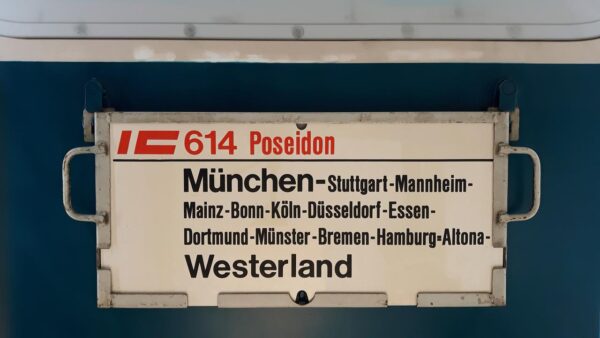 IC 614 Poseidon
München-Stuttgart-Mannheim-
Mainz-Bonn-Köln-Düsseldorf-Essen-
Dortmund-Münster-Bremen-Hamburg-Altona-
Westerland